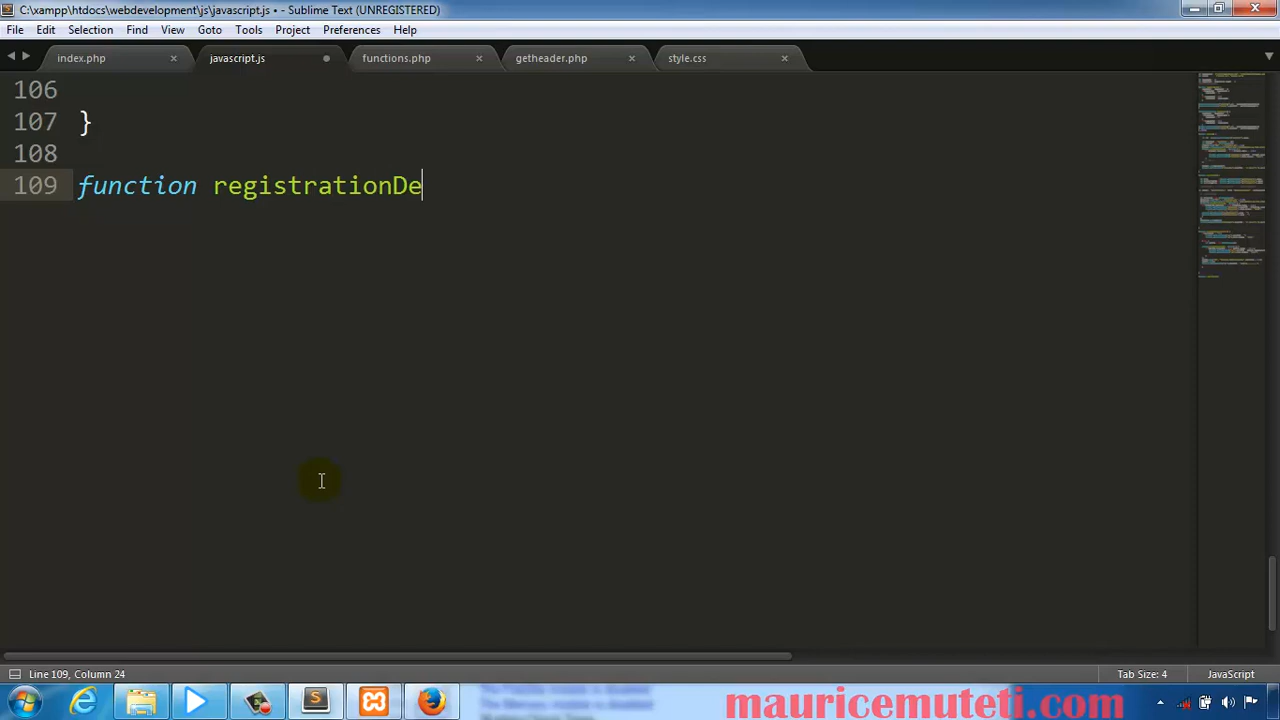 C:\xampp\htdocs\webdevelopment\js\javascript.js • - Sublime Text (UNREGISTERED)
File Edit Selection Find View Goto Tools Project Preferences Help
index.php javascript.js functions.php getheader.php style.css
106
107 }
108
109 function registrationDe
Line 109, Column 24 Tab Size: 4 JavaScript
mauricemuteti.com